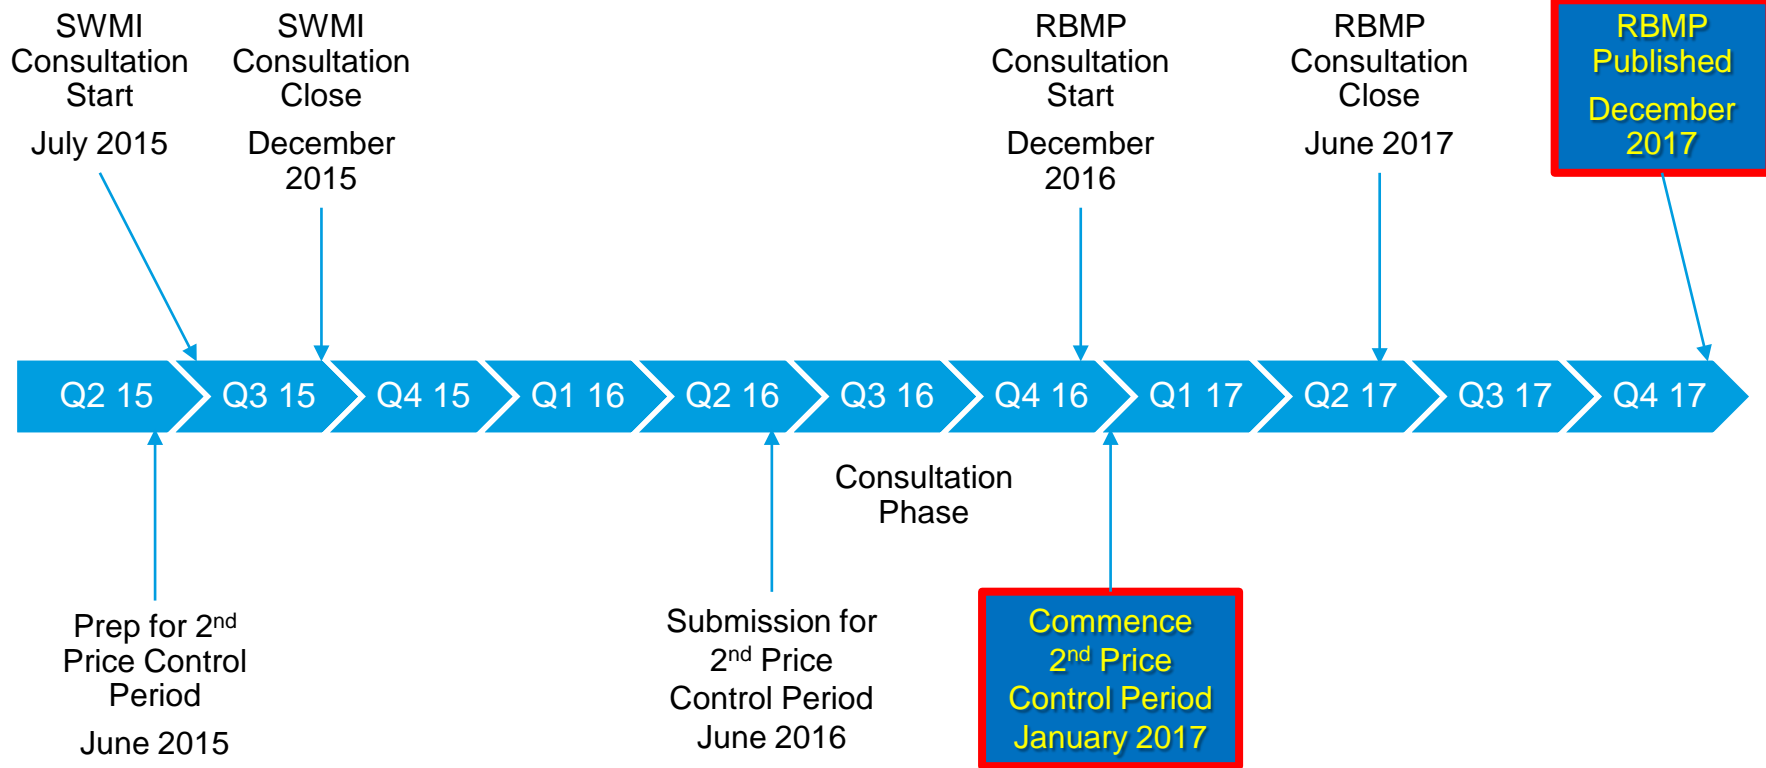 SWMI
Consultation
Start
July 2015
SWMI
Consultation
Close
December
2015
RBMP
Consultation
Start
December
2016
RBMP
Consultation
Close
June 2017
RBMP
Published
December
2017
Q2 15
Q3 15
Q4 15
Q1 16
Q2 16
Q3 16
Q4 16
Q1 17
Q2 17
Q3 17
Q4 17
Consultation
Phase
Prep for 2nd
Price Control
Period
June 2015
Submission for
2nd Price
Control Period
June 2016
Commence
2nd Price
Control Period
January 2017